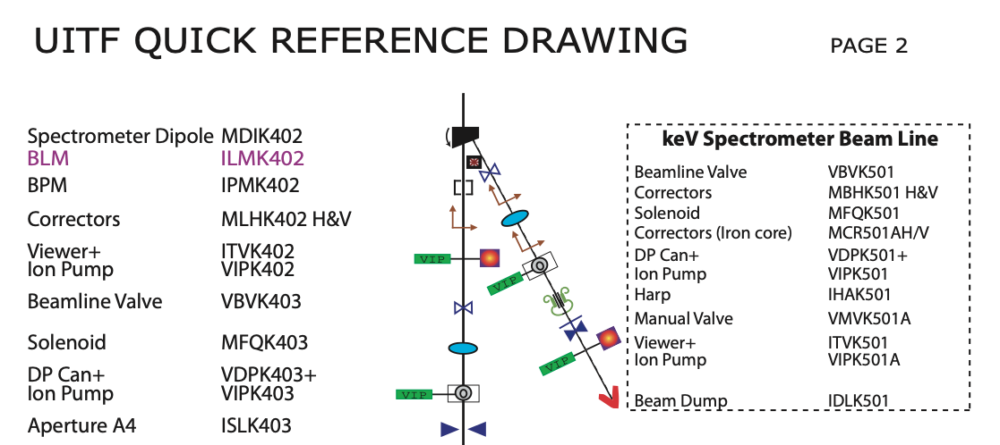 UITF QUICK REFERENCE DRAWING PAGE 2
Spectrometer Dipole MDIK402
BLM ILMK402
BPM IPMK402
Correctors MLHK402 H&V
Viewer+ ITVK402
Ion Pump VIPK402
Beamline Valve VBVK403
Solenoid MFQK403
DP Can+ VDPK403+
Ion Pump VIPK403
Aperture A4 ISLK403
VIP
VIP
VIP
VIP
keV Spectrometer Beam Line
Beamline Valve VBVK501
Correctors MBHK501 H&V
Solenoid MFQK501
Correctors (Iron core) MCR501AH/V
DP Can+ VDPK501+
Ion Pump VIPK501
Harp IHAK501
Manual Valve VMVK501A
Viewer+ ITVK501
Ion Pump VIPK501A
Beam Dump IDLK501